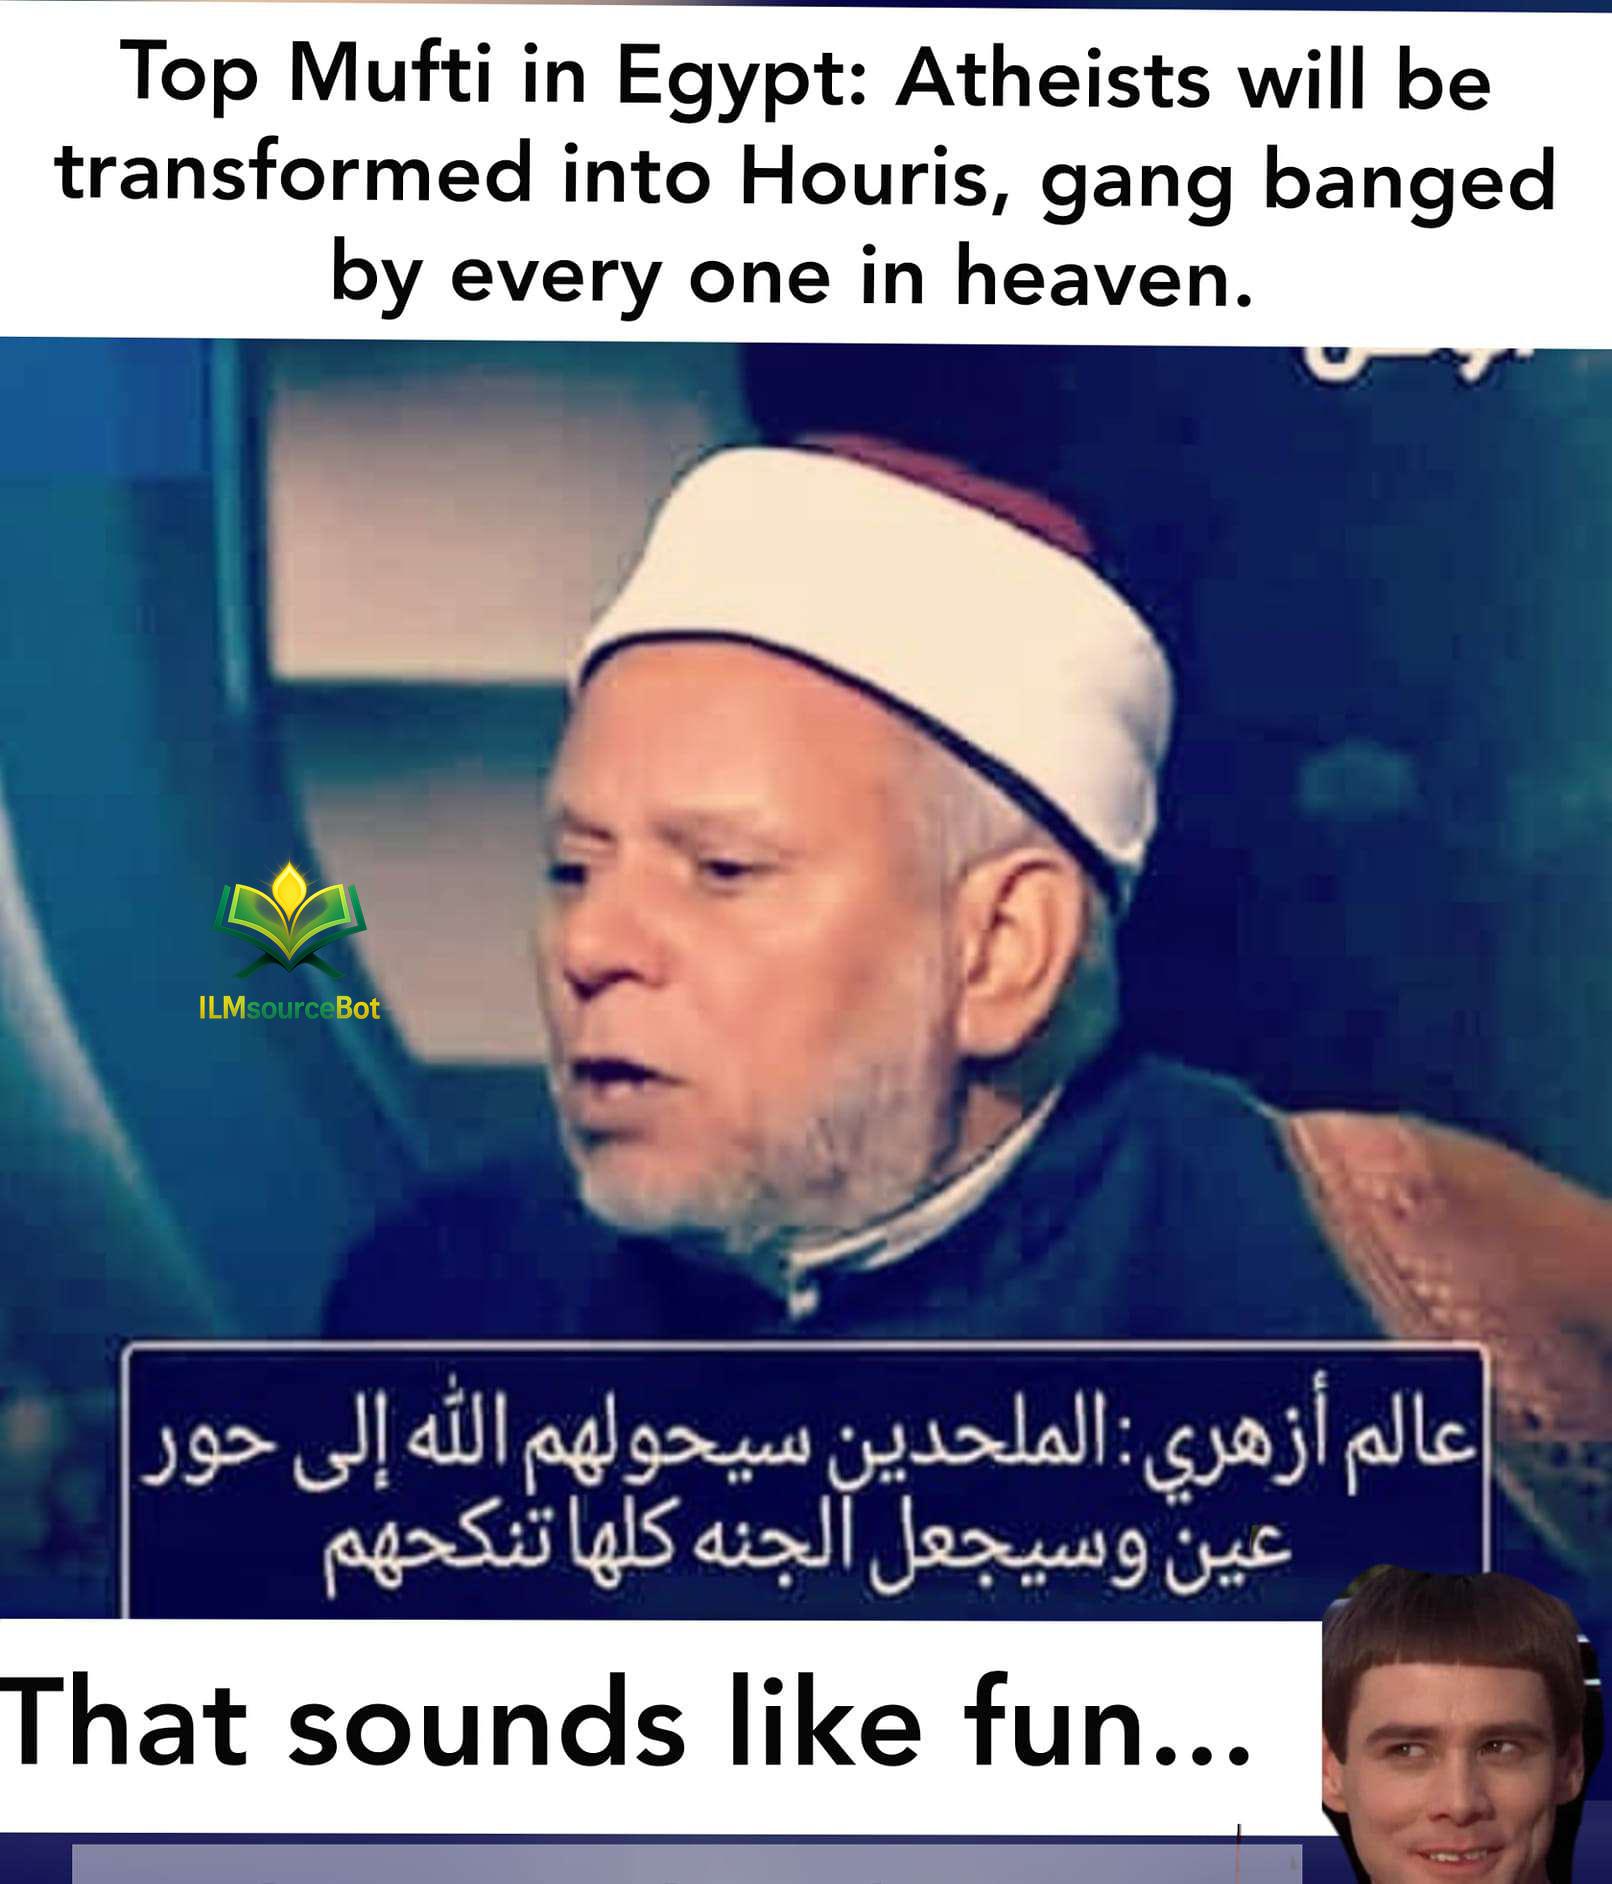 Top Mufti in Egypt: Atheists will be
transformed into Houris, gang banged
by every one in heaven.
ILMsourceBot
عالم أزهري : الملحدين سيحولهم الله إلى حور
عين وسيجعل الجنه كلها تنكحهم
That sounds like fun...